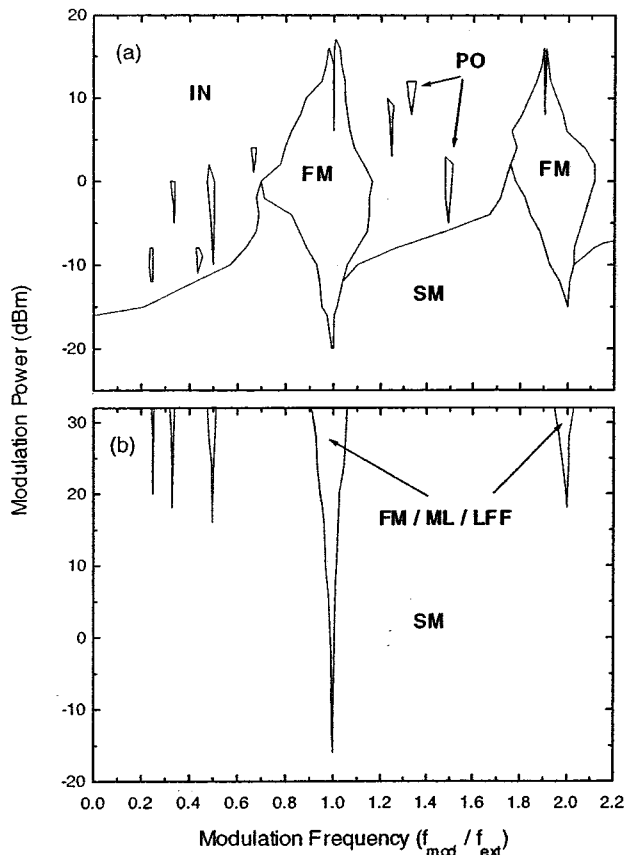 (a)
PO
IN
FM
FM
SM
20
10
0
-10
-20
Modulation Power (dBm)
(b)
FM / ML / LFF
SM
30
20
10
0
-10
-20
0.0 0.2 0.4 0.6 0.8 1.0 1.2 1.4 1.6 1.8 2.0 2.2
Modulation Frequency (f_mod / f_ext)